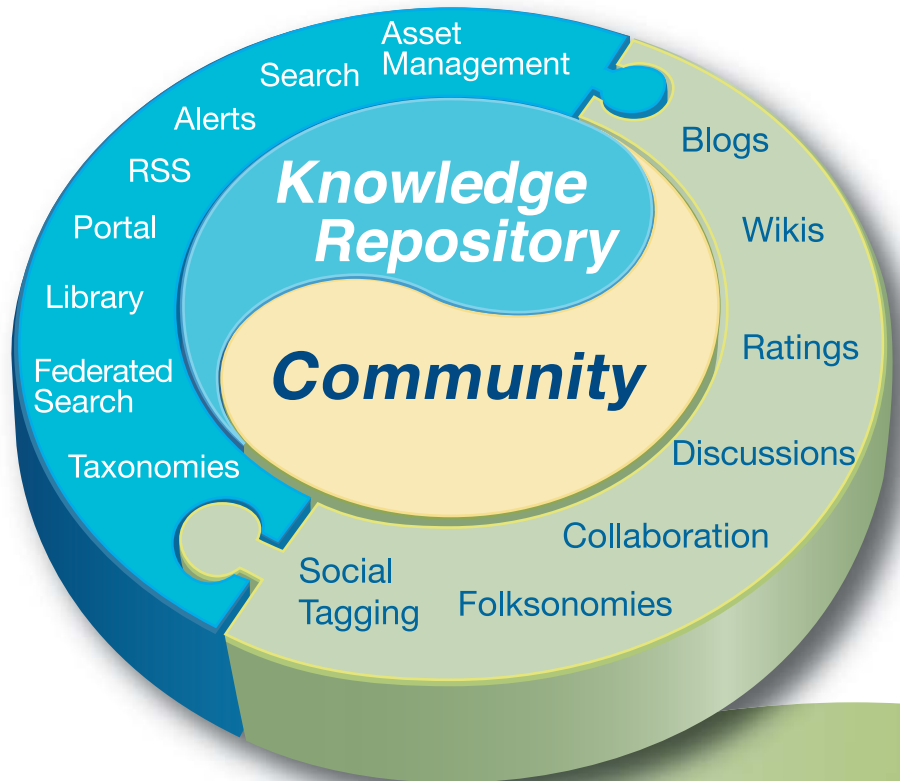 Asset
Management
Search
Alerts
RSS
Portal
Library
Federated
Search
Taxonomies
Knowledge
Repository
Community
Blogs
Wikis
Ratings
Discussions
Collaboration
Folksonomies
Social
Tagging